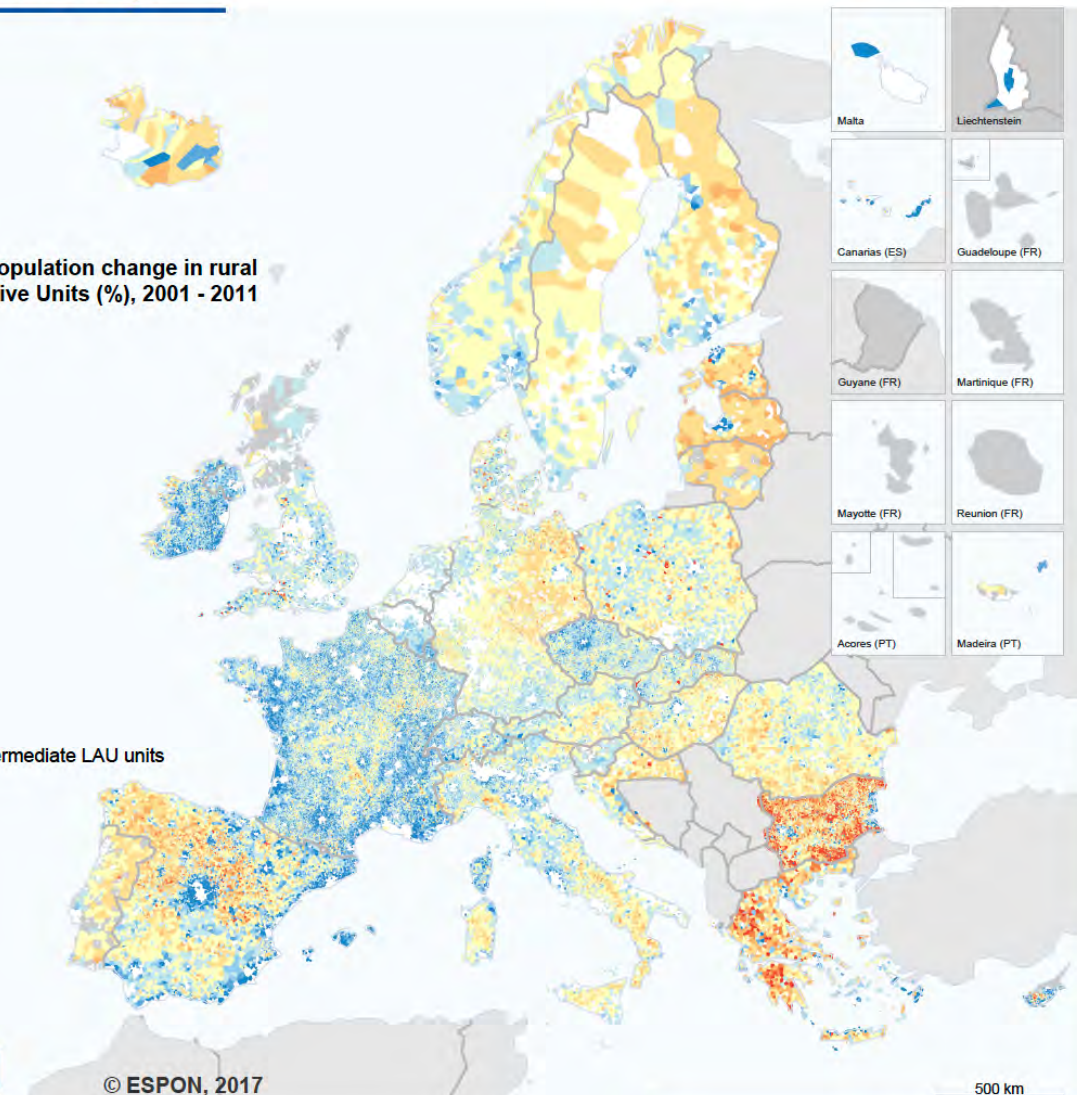 opulation change in rural
ive Units (%), 2001 - 2011
ermediate LAU units
© ESPON, 2017
500 km
Malta
Liechtenstein
Canarias (ES)
Guadeloupe (FR)
Guyane (FR)
Martinique (FR)
Mayotte (FR)
Reunion (FR)
Acores (PT)
Madeira (PT)